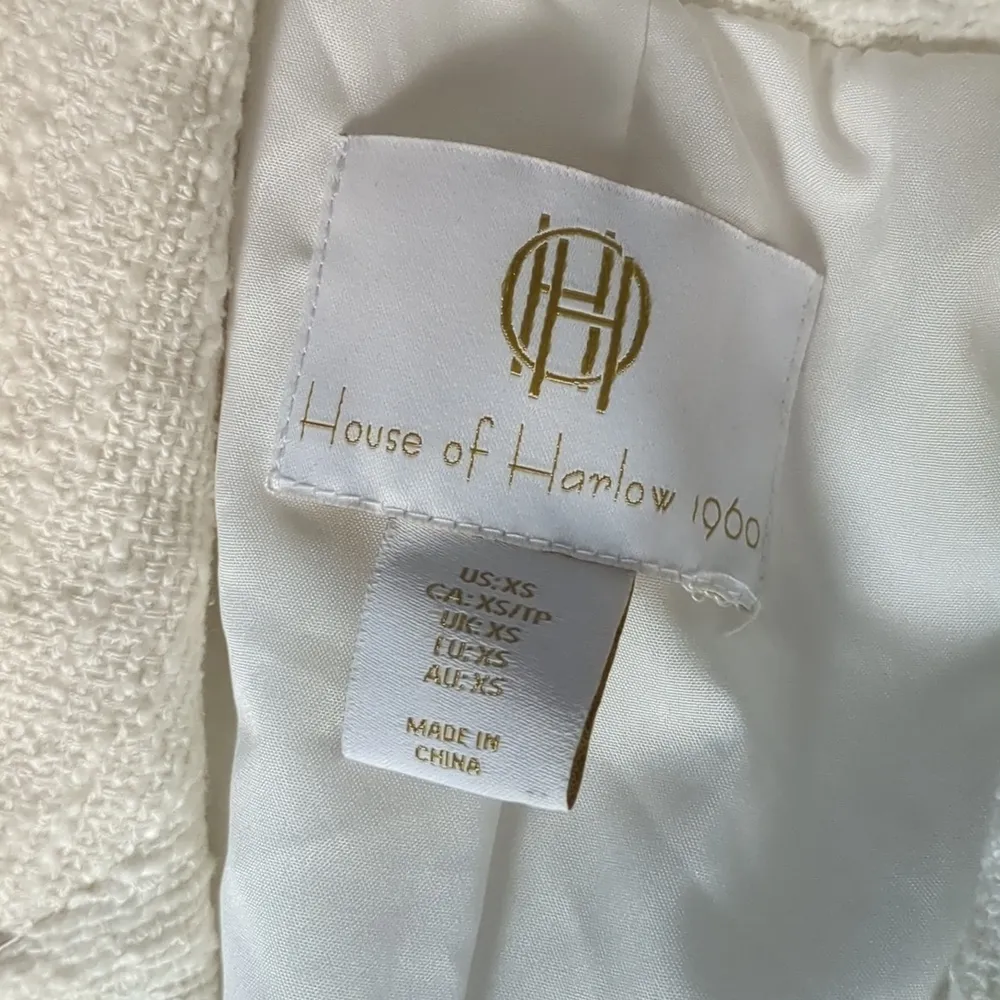 House of Harlow 1960
US: XS
CA: XS/TP
UK: XS
EU: XS
AU: XS
MADE IN
CHINA